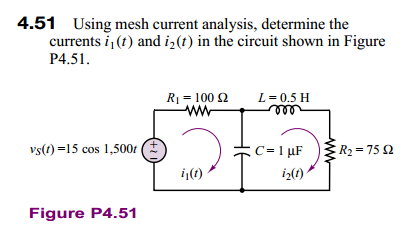 4.51 Using mesh current analysis, determine the
currents i₁(t) and i₂(t) in the circuit shown in Figure
P4.51.
R₁ = 100 Ω
L = 0.5 H
vs(t) =15 cos 1,500t
+
~
–
C = 1 μF
R₂ = 75 Ω
i₁(t)
i₂(t)
Figure P4.51